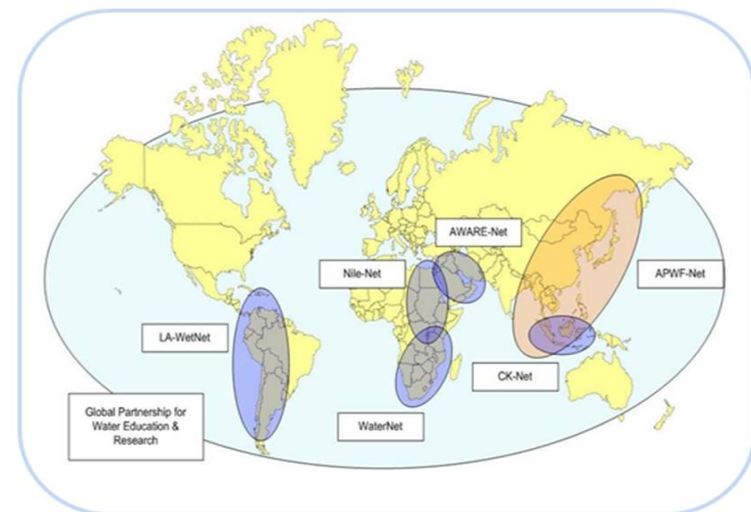 AWARE-Net
Nile-Net
APWF-Net
LA-WetNet
CK-Net
Global Partnership for
Water Education &
Research
WaterNet